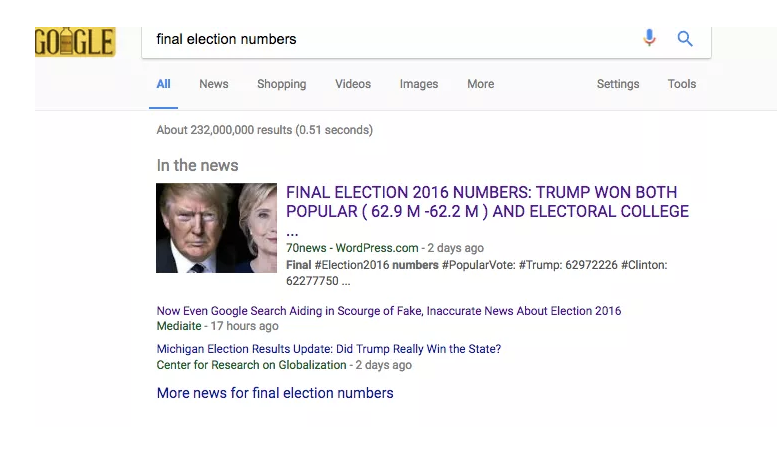 GOOGLE
final election numbers
All News Shopping Videos Images More Settings Tools
About 232,000,000 results (0.51 seconds)
In the news
FINAL ELECTION 2016 NUMBERS: TRUMP WON BOTH
POPULAR ( 62.9 M -62.2 M ) AND ELECTORAL COLLEGE
...
70news - WordPress.com - 2 days ago
Final #Election2016 numbers #PopularVote: #Trump: 62972226 #Clinton:
62277750 ...
Now Even Google Search Aiding in Scourge of Fake, Inaccurate News About Election 2016
Mediaite - 17 hours ago
Michigan Election Results Update: Did Trump Really Win the State?
Center for Research on Globalization - 2 days ago
More news for final election numbers